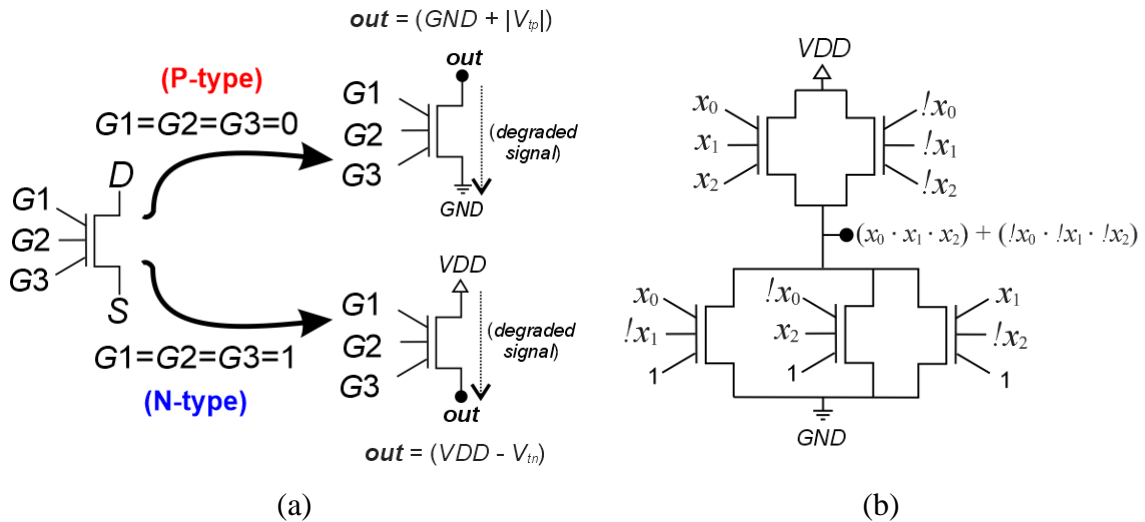 out = (GND + |Vtp|)
out
(P-type)
G1=G2=G3=0
G1
G2
G3
(degraded
signal)
GND
D
G1
G2
G3
S
VDD
G1
G2
G3
(degraded
signal)
G1=G2=G3=1
(N-type)
out
out = (VDD - Vtn)
(a)
VDD
x0
!x0
x1
!x1
x2
!x2
(x0 · x1 · x2) + (!x0 · !x1 · !x2)
x0
!x0
x1
!x1
x2
!x2
1
1
1
GND
(b)